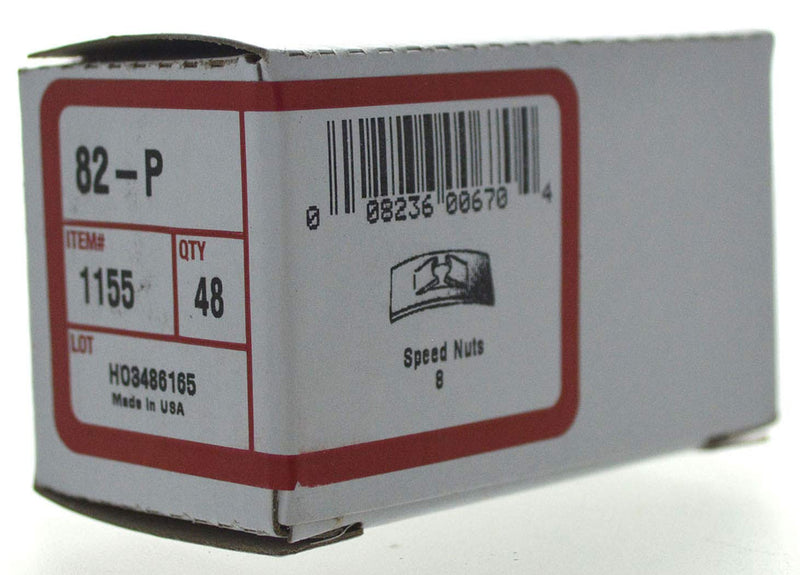 82-P
ITEM#
1155
QTY
48
LOT
HO3486165
Made in USA
0 08236 00670 4
Speed Nuts
8